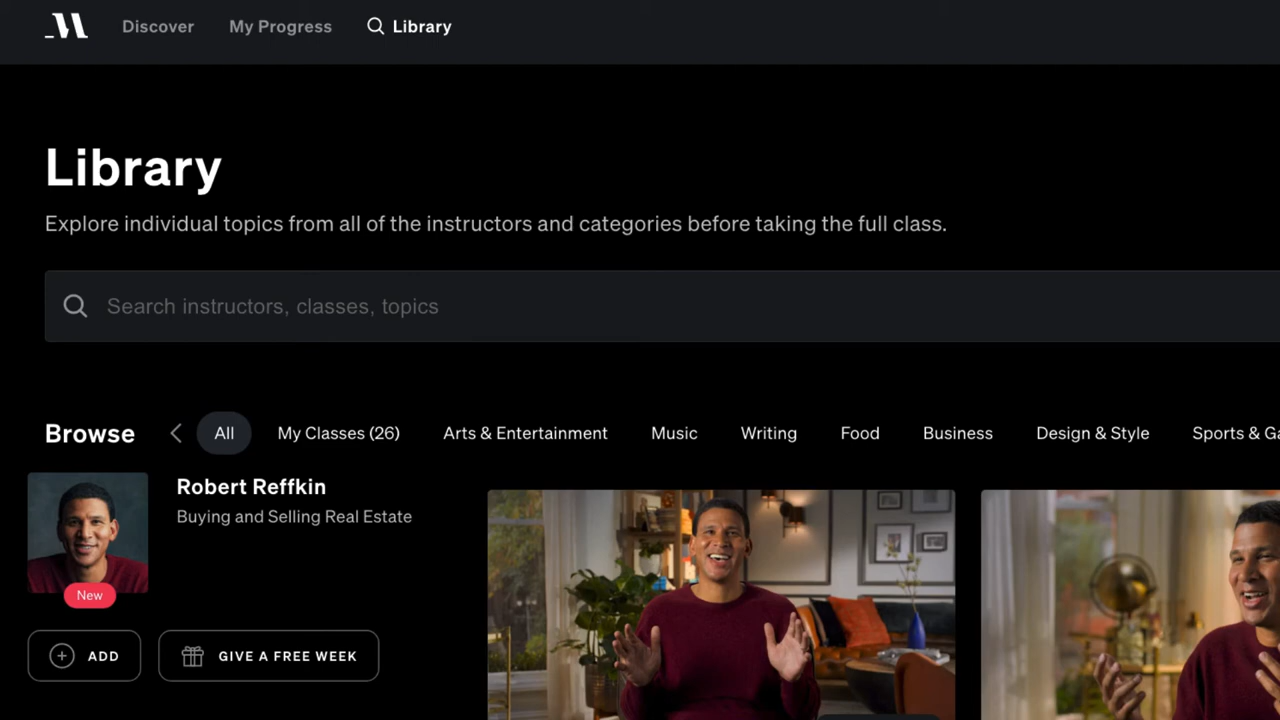 Discover My Progress Library
Library
Explore individual topics from all of the instructors and categories before taking the full class.
Search instructors, classes, topics
Browse All My Classes (26) Arts & Entertainment Music Writing Food Business Design & Style Sports & Ga
Robert Reffkin
Buying and Selling Real Estate
New
ADD GIVE A FREE WEEK